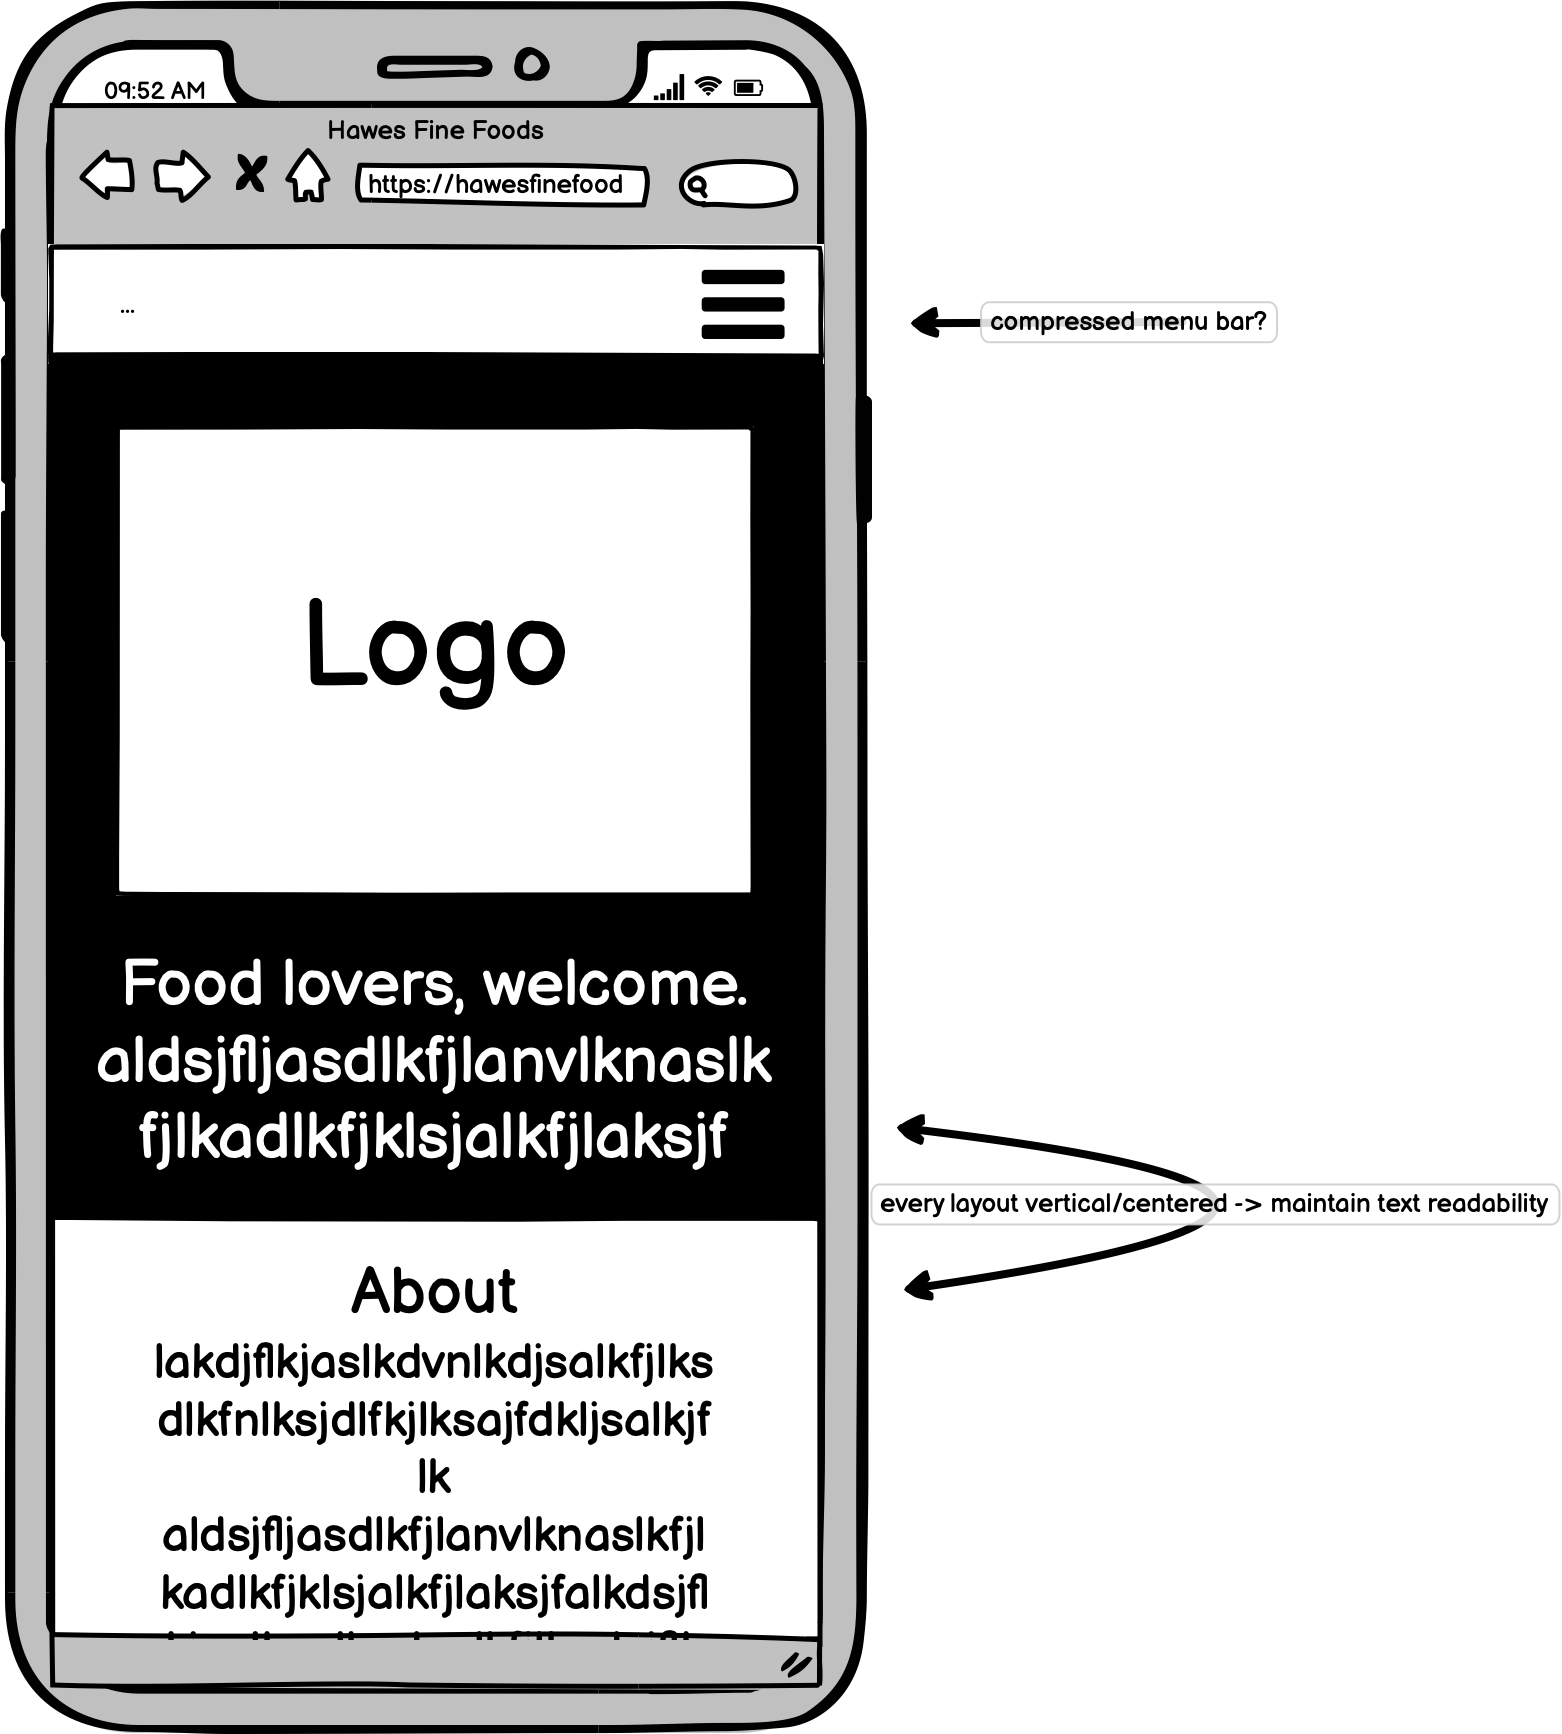 09:52 AM
Hawes Fine Foods
https://hawesfinefood
...
compressed menu bar?
Logo
Food lovers, welcome.
aldsjfljasdlkfjlanvlknaslk
fjlkadlkfjklsjalkfjlaksjf
every layout vertical/centered -> maintain text readability
About
lakdjflkjaslkdvnlkdjsalkfjlks
dlkfnlksjdlfkjlksajfdkljsalkjf
lk
aldsjfljasdlkfjlanvlknaslkfjl
kadlkfjklsjalkfjlaksjfalkdsjfl